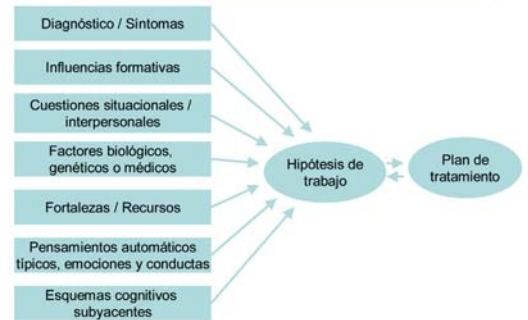 Diagnóstico / Síntomas
Influencias formativas
Cuestiones situacionales /
interpersonales
Factores biológicos,
genéticos o médicos
Fortalezas / Recursos
Pensamientos automáticos
típicos, emociones y conductas
Esquemas cognitivos
subyacentes
Hipótesis de
trabajo
Plan de
tratamiento